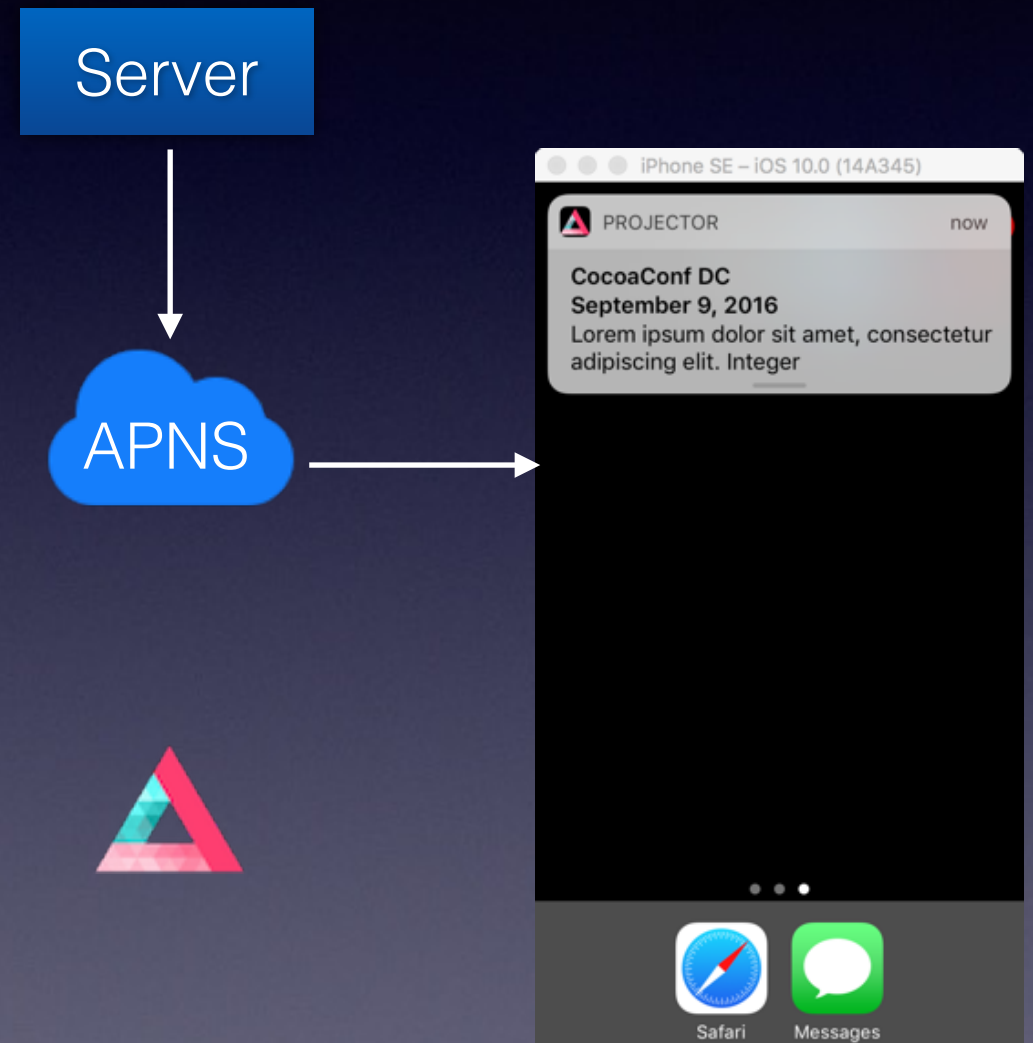 Server
APNS
iPhone SE – iOS 10.0 (14A345)
PROJECTOR
now
CocoaConf DC
September 9, 2016
Lorem ipsum dolor sit amet, consectetur
adipiscing elit. Integer
Safari
Messages